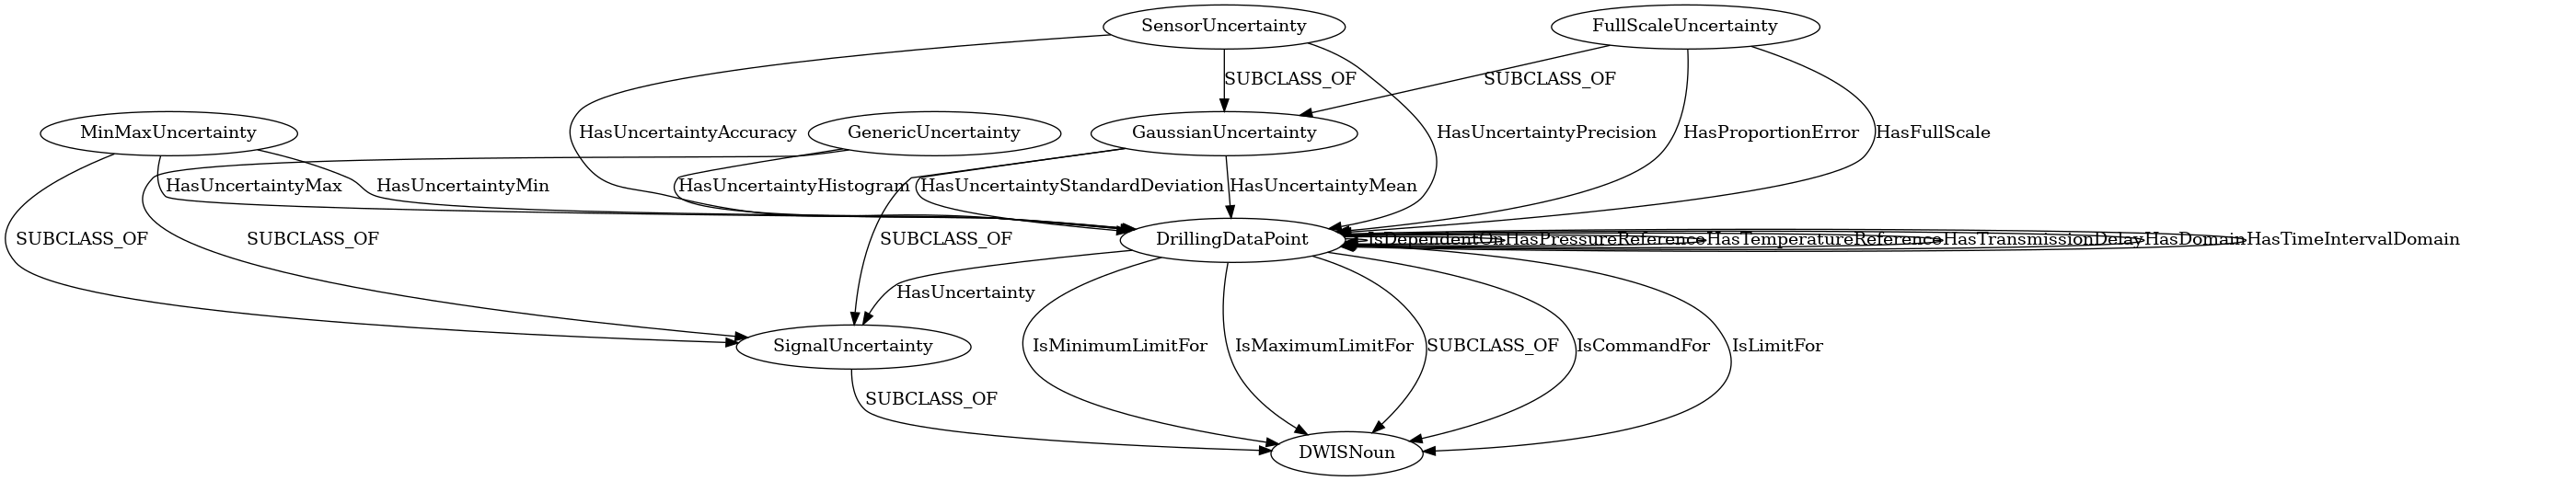 SensorUncertainty
FullScaleUncertainty
SUBCLASS_OF
SUBCLASS_OF
MinMaxUncertainty
HasUncertaintyAccuracy
GenericUncertainty
GaussianUncertainty
HasUncertaintyPrecision
HasProportionError
HasFullScale
HasUncertaintyMax
HasUncertaintyMin
HasUncertaintyHistogram
HasUncertaintyStandardDeviation
HasUncertaintyMean
SUBCLASS_OF
SUBCLASS_OF
SUBCLASS_OF
DrillingDataPoint
IsDependentOn
HasPressureReference
HasTemperatureReference
HasTransmissionDelay
HasDomain
HasTimeIntervalDomain
HasUncertainty
SignalUncertainty
IsMinimumLimitFor
IsMaximumLimitFor
SUBCLASS_OF
IsCommandFor
IsLimitFor
SUBCLASS_OF
DWISNoun